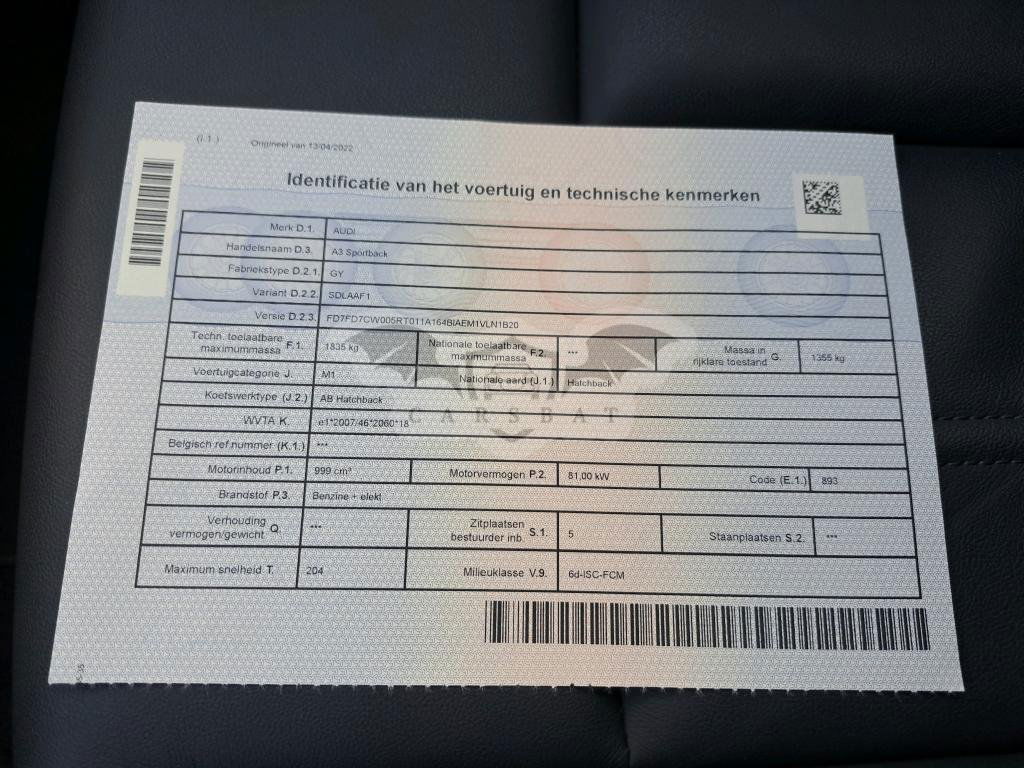 (I.1.) Origineel van 13/04/2022
Identificatie van het voertuig en technische kenmerken
Merk D.1. AUDI
Handelsnaam D.3. A3 Sportback
Fabriekstype D.2.1. GY
Variant D.2.2. SDLAAF1
Versie D.2.3. FD7FD7CW005RT011A164BIAEM1VLN1B20
Techn. toelaatbare maximummassa F.1. 1835 kg Nationale toelaatbare maximummassa F.2. *** Massa in rijklare toestand G. 1355 kg
Voertuigcategorie J. M1 Nationale aard (J.1.) Hatchback
Koetswerktype (J.2.) AB Hatchback
CARSBAT
WVTA K. e1*2007/46*2060*18
Belgisch ref.nummer (K.1.) ***
Motorinhoud P.1. 999 cm³ Motorvermogen P.2. 81,00 kW Code (E.1.) 893
Brandstof P.3. Benzine + elekt
Verhouding vermogen/gewicht Q. *** Zitplaatsen bestuurder inb. S.1. 5 Staanplaatsen S.2. ***
Maximum snelheid T. 204 Milieuklasse V.9. 6d-ISC-FCM